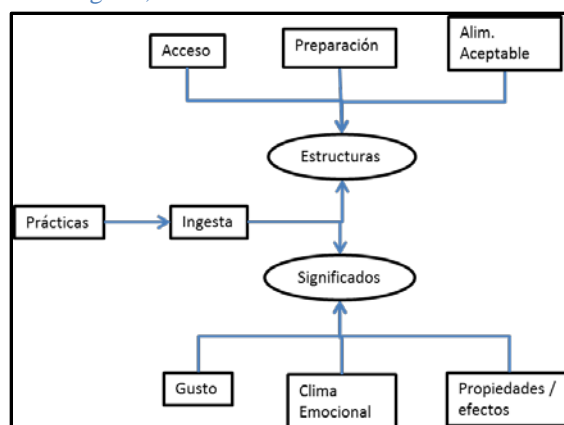 Acceso
Preparación
Alim.
Aceptable
Estructuras
Prácticas
Ingesta
Significados
Gusto
Clima
Emocional
Propiedades /
efectos